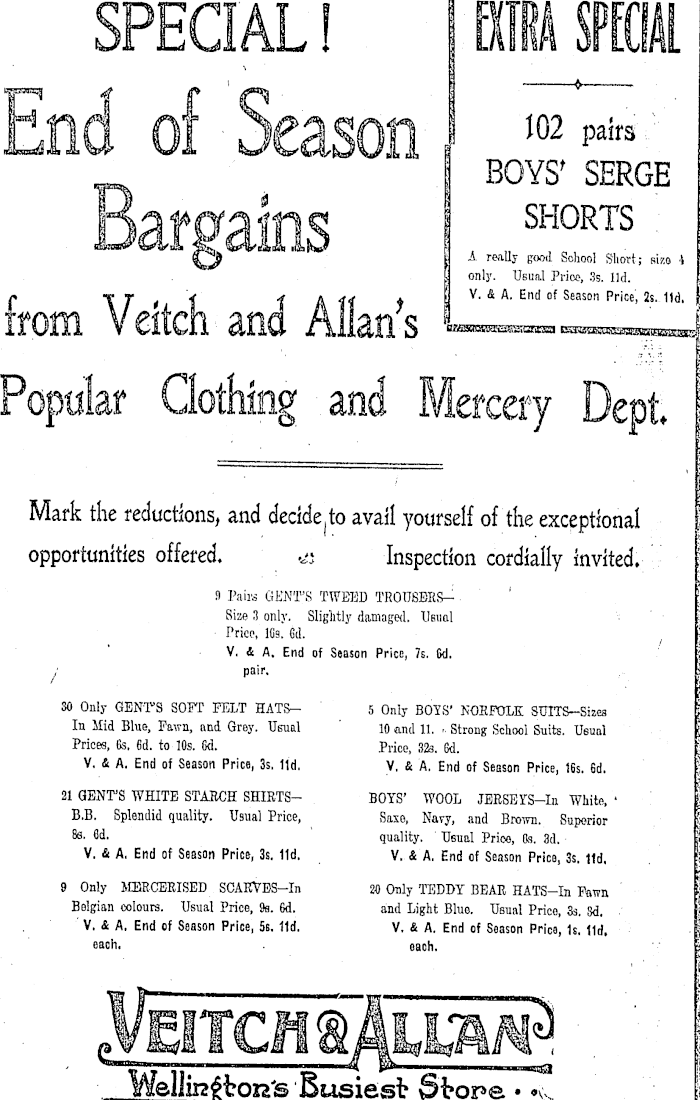 SPECIAL!
End of Season
Bargains
from Veitch and Allan's
Popular Clothing and Mercery Dept.
EXTRA SPECIAL
102 pairs
BOYS' SERGE
SHORTS
A really good School Short; size 4
only. Usual Price, 3s. 11d.
V. & A. End of Season Price, 2s. 11d.
Mark the reductions, and decide to avail yourself of the exceptional
opportunities offered. Inspection cordially invited.
9 Pairs GENT'S TWEED TROUSERS—
Size 3 only. Slightly damaged. Usual
Price, 16s. 6d.
V. & A. End of Season Price, 7s. 6d.
pair.
30 Only GENT'S SOFT FELT HATS—
In Mid Blue, Fawn, and Grey. Usual
Prices, 6s. 6d. to 10s. 6d.
V. & A. End of Season Price, 3s. 11d.
21 GENT'S WHITE STARCH SHIRTS—
B.B. Splendid quality. Usual Price,
8s. 6d.
V. & A. End of Season Price, 3s. 11d.
9 Only MERCERISED SCARVES—In
Belgian colours. Usual Price, 9s. 6d.
V. & A. End of Season Price, 5s. 11d.
each.
5 Only BOYS' NORFOLK SUITS—Sizes
10 and 11. Strong School Suits. Usual
Price, 32s. 6d.
V. & A. End of Season Price, 16s. 6d.
BOYS' WOOL JERSEYS—In White,
Saxe, Navy, and Brown. Superior
quality. Usual Price, 6s. 3d.
V. & A. End of Season Price, 3s. 11d.
20 Only TEDDY BEAR HATS—In Fawn
and Light Blue. Usual Price, 3s. 3d.
V. & A. End of Season Price, 1s. 11d.
each.
VEITCH & ALLAN
Wellington's Busiest Store . .